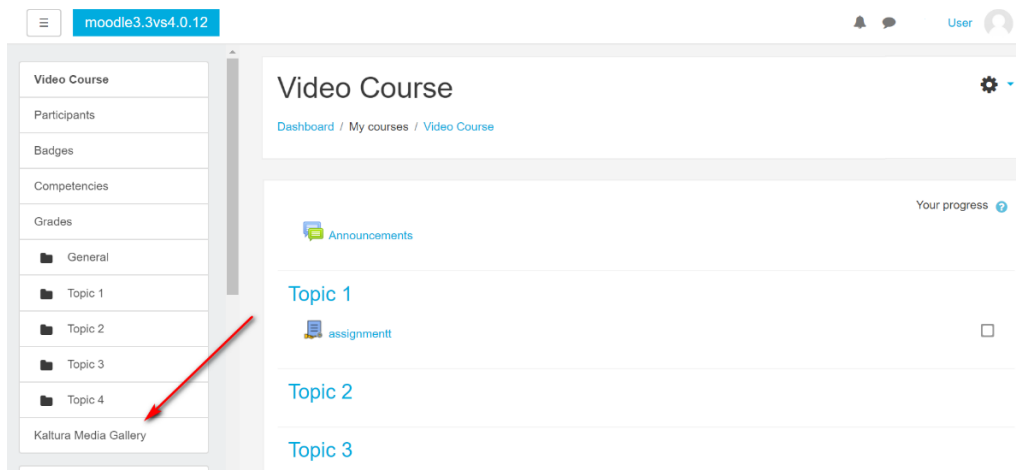 moodle3.3vs4.0.12
User
Video Course
Participants
Badges
Competencies
Grades
General
Topic 1
Topic 2
Topic 3
Topic 4
Kaltura Media Gallery
Video Course
Dashboard / My courses / Video Course
Your progress
Announcements
Topic 1
assignmentt
Topic 2
Topic 3